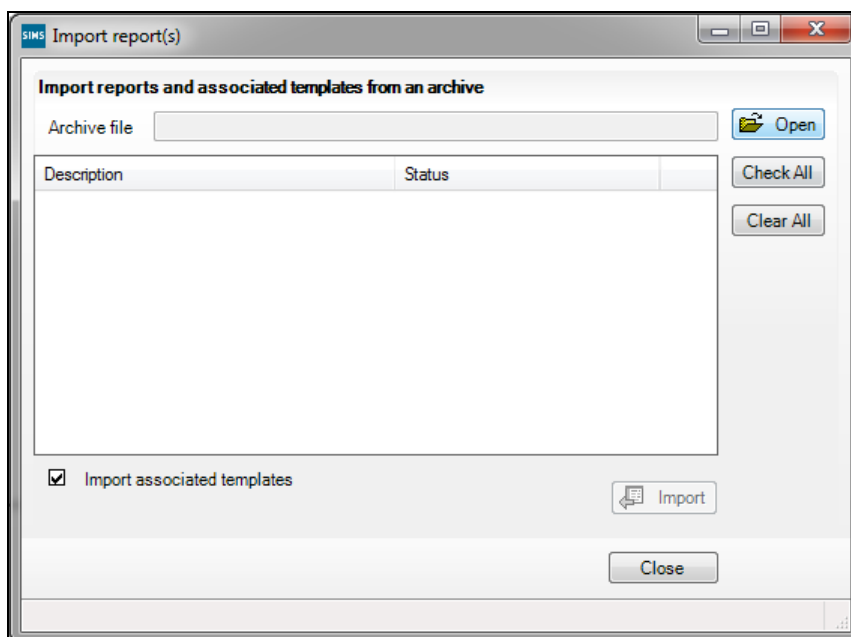 SIMS Import report(s)
Import reports and associated templates from an archive
Archive file Open
Description Status Check All
Clear All
Import associated templates
Import
Close